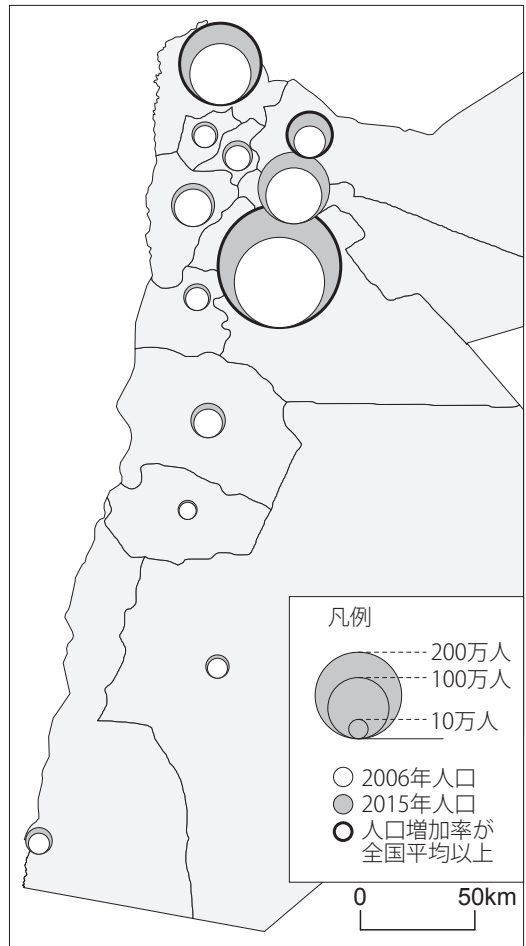 凡例
200万人
100万人
10万人
2006年人口
2015年人口
人口増加率が
全国平均以上
0 50km